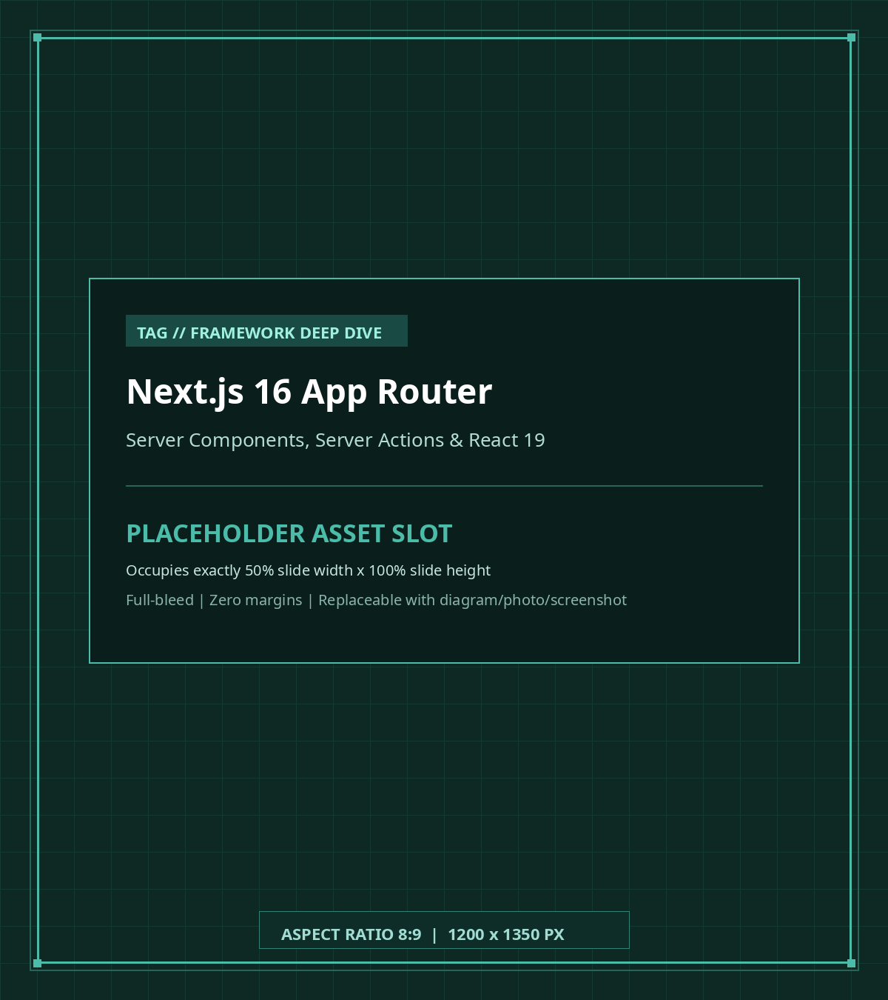 TAG // FRAMEWORK DEEP DIVE
Next.js 16 App Router
Server Components, Server Actions & React 19
PLACEHOLDER ASSET SLOT
Occupies exactly 50% slide width x 100% slide height
Full-bleed | Zero margins | Replaceable with diagram/photo/screenshot
ASPECT RATIO 8:9 | 1200 x 1350 PX